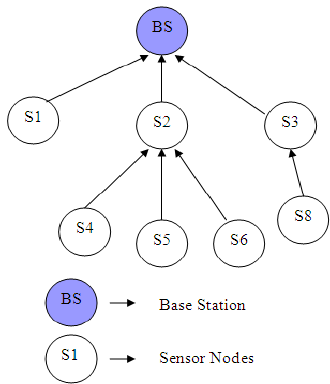 BS
S1
S2
S3
S4
S5
S6
S8
BS
Base Station
S1
Sensor Nodes